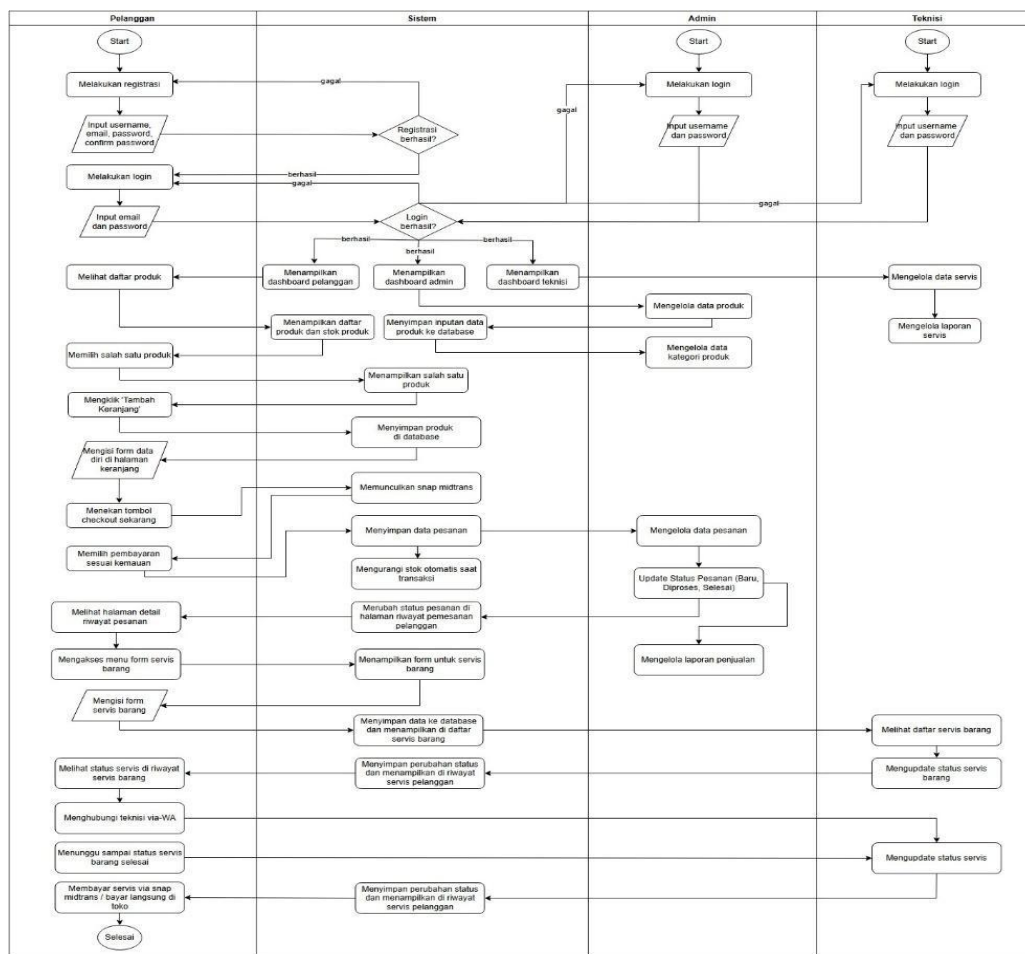 Pelanggan
Sistem
Admin
Teknisi
Start
Start
Start
Melakukan registrasi
gagal
Melakukan login
Melakukan login
gagal
gagal
Input username,
email, password,
confirm password
Registrasi
berhasil?
Input username
dan password
Input username
dan password
Melakukan login
berhasil
gagal
gagal
Input email
dan password
Login
berhasil?
berhasil
berhasil
berhasil
Melihat daftar produk
Menampilkan
dashboard pelanggan
Menampilkan
dashboard admin
Menampilkan
dashboard teknisi
Mengelola data servis
Mengelola data produk
Menampilkan daftar
produk dan stok produk
Menyimpan inputan data
produk ke database
Mengelola laporan
servis
Memilih salah satu produk
Mengelola data
kategori produk
Menampilkan salah satu
produk
Mengklik 'Tambah
Keranjang'
Menyimpan produk
di database
Mengisi form data
diri di halaman
keranjang
Memunculkan snap midtrans
Menekan tombol
checkout sekarang
Menyimpan data pesanan
Mengelola data pesanan
Memilih pembayaran
sesuai kemauan
Mengurangi stok otomatis saat
transaksi
Update Status Pesanan (Baru,
Diproses, Selesai)
Melihat halaman detail
riwayat pesanan
Merubah status pesanan di
halaman riwayat pemesanan
pelanggan
Mengakses menu form servis
barang
Menampilkan form untuk servis
barang
Mengelola laporan penjualan
Mengisi form
servis barang
Menyimpan data ke database
dan menampilkan di daftar
servis barang
Melihat daftar servis barang
Melihat status servis di riwayat
servis barang
Menyimpan perubahan status
dan menampilkan di riwayat
servis pelanggan
Mengupdate status servis
barang
Menghubungi teknisi via-WA
Menunggu sampai status servis
barang selesai
Mengupdate status servis
Membayar servis via snap
midtrans / bayar langsung di
toko
Menyimpan perubahan status
dan menampilkan di riwayat
servis pelanggan
Selesai